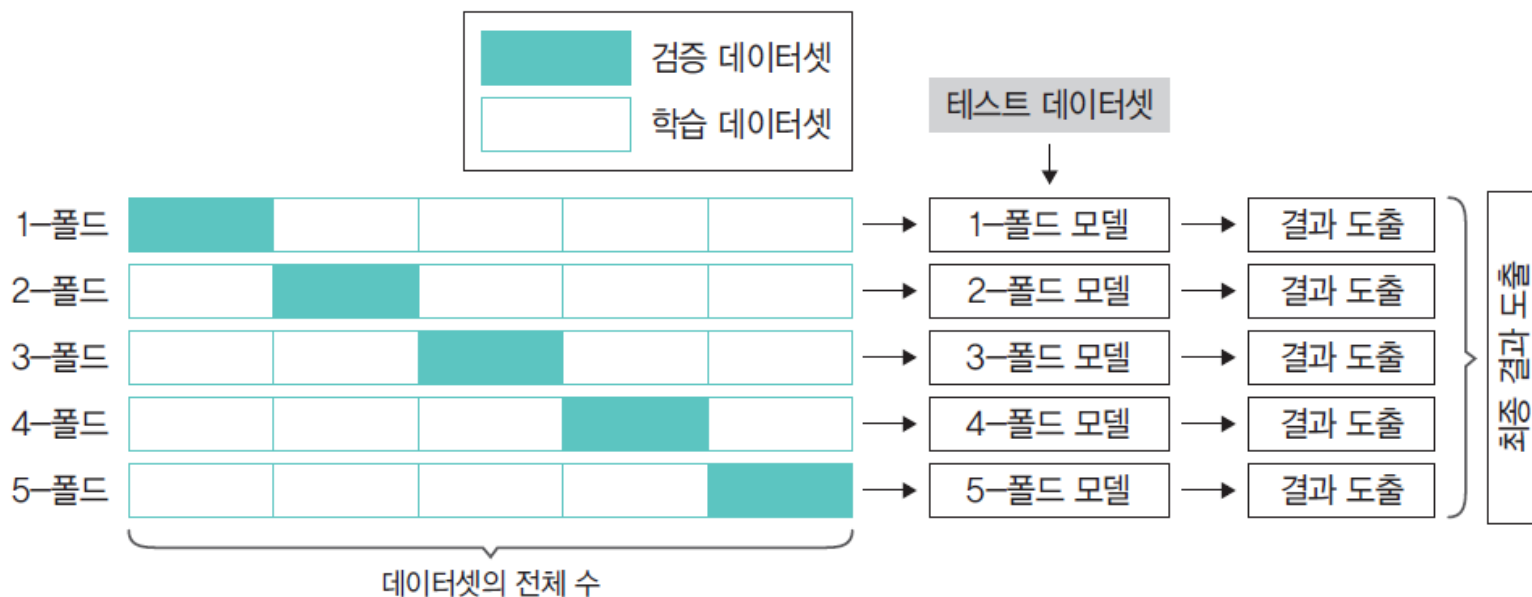 검증 데이터셋
학습 데이터셋
테스트 데이터셋
1–폴드
1–폴드 모델
결과 도출
2–폴드
2–폴드 모델
결과 도출
3–폴드
3–폴드 모델
결과 도출
4–폴드
4–폴드 모델
결과 도출
5–폴드
5–폴드 모델
결과 도출
최종 결과 도출
데이터셋의 전체 수